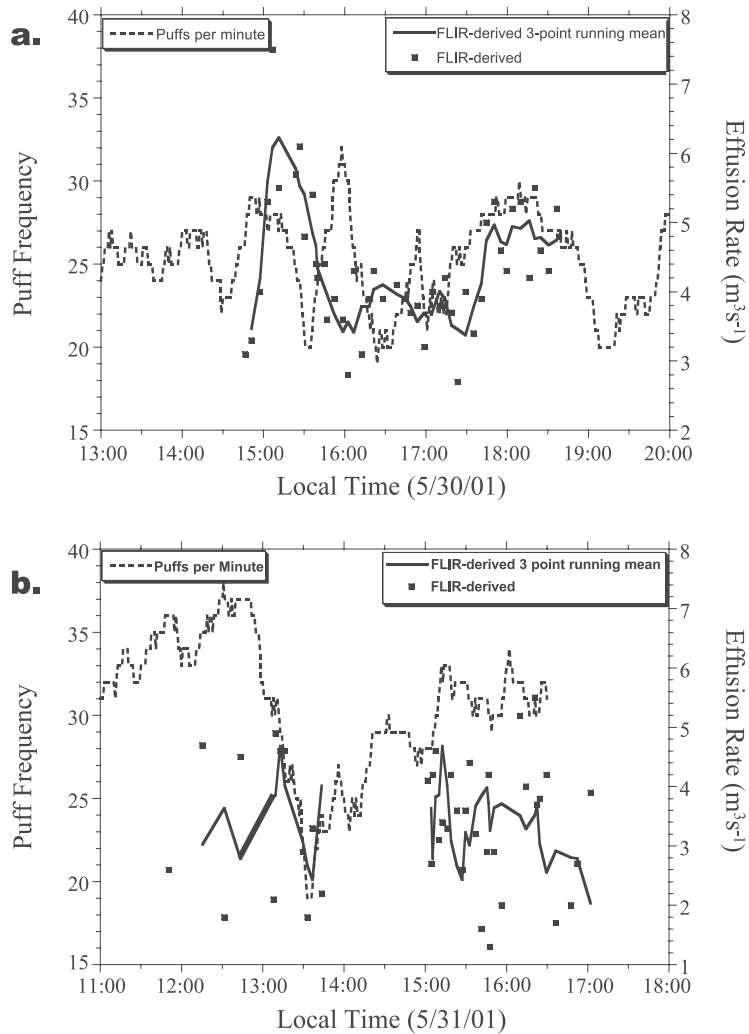 a.
Puffs per minute
FLIR-derived 3-point running mean
FLIR-derived
40
35
30
25
20
15
Puff Frequency
8
7
6
5
4
3
2
Effusion Rate (m³s⁻¹)
13:00 14:00 15:00 16:00 17:00 18:00 19:00 20:00
Local Time (5/30/01)
b.
Puffs per Minute
FLIR-derived 3 point running mean
FLIR-derived
40
35
30
25
20
15
Puff Frequency
8
7
6
5
4
3
2
1
Effusion Rate (m³s⁻¹)
11:00 12:00 13:00 14:00 15:00 16:00 17:00 18:00
Local Time (5/31/01)